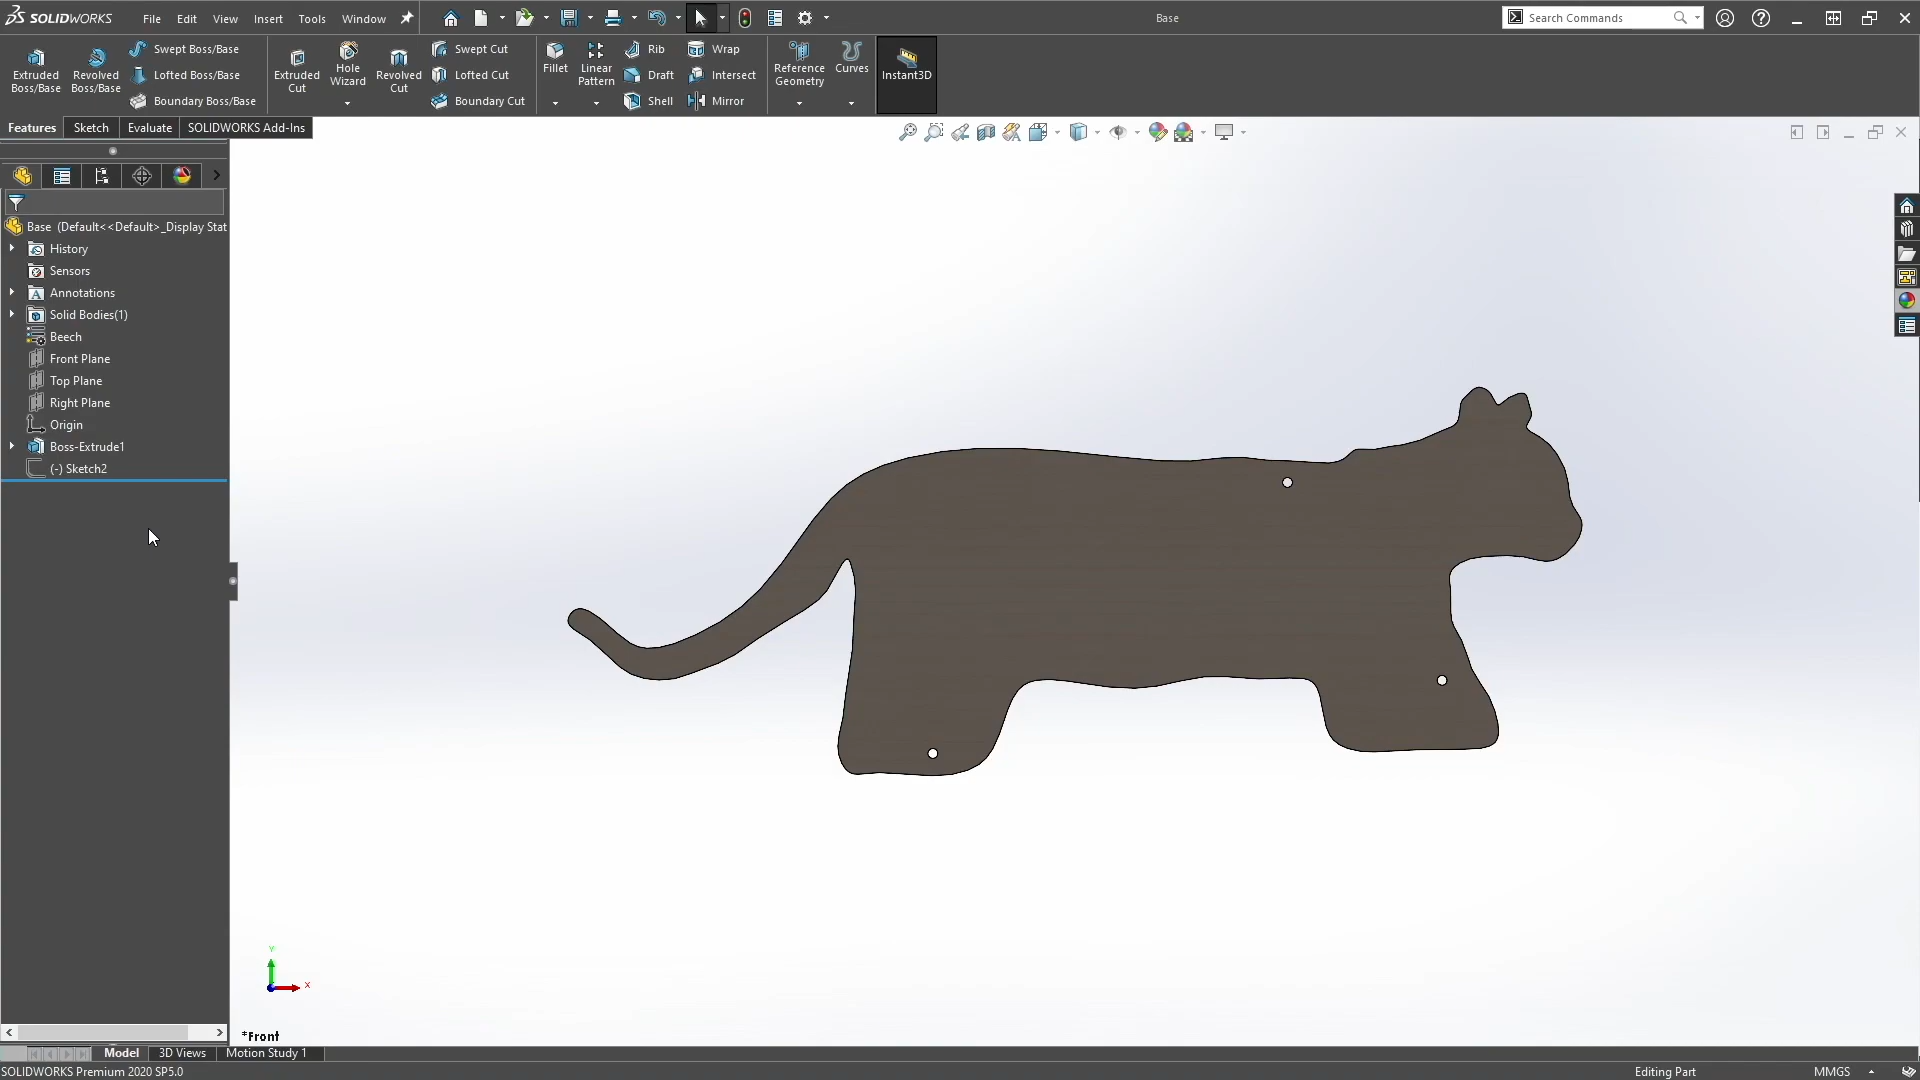 SOLIDWORKS
File Edit View Insert Tools Window
Base
Search Commands
Extruded Boss/Base
Revolved Boss/Base
Swept Boss/Base
Lofted Boss/Base
Boundary Boss/Base
Extruded Cut
Hole Wizard
Revolved Cut
Swept Cut
Lofted Cut
Boundary Cut
Fillet
Linear Pattern
Rib
Draft
Shell
Wrap
Intersect
Mirror
Reference Geometry
Curves
Instant3D
Features Sketch Evaluate SOLIDWORKS Add-Ins
Base (Default<<Default>_Display Stat
History
Sensors
Annotations
Solid Bodies(1)
Beech
Front Plane
Top Plane
Right Plane
Origin
Boss-Extrude1
(-) Sketch2
Y
X
*Front
Model 3D Views Motion Study 1
SOLIDWORKS Premium 2020 SP5.0
Editing Part
MMGS